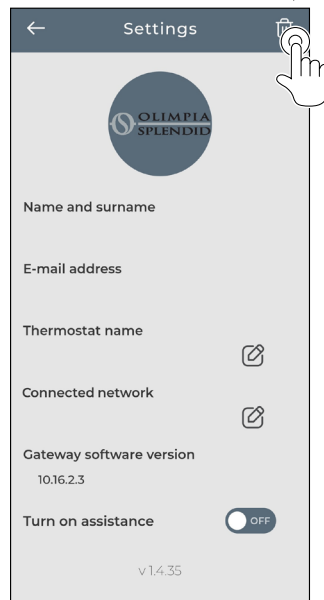 Settings
OLIMPIA
SPLENDID
Name and surname
E-mail address
Thermostat name
Connected network
Gateway software version
10.16.2.3
Turn on assistance
OFF
v 1.4.35